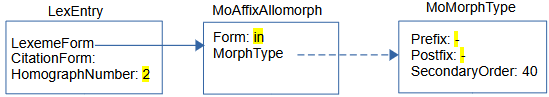 LexEntry
LexemeForm
CitationForm:
HomographNumber: 2
MoAffixAllomorph
Form: in
MorphType
MoMorphType
Prefix: -
Postfix: -
SecondaryOrder: 40